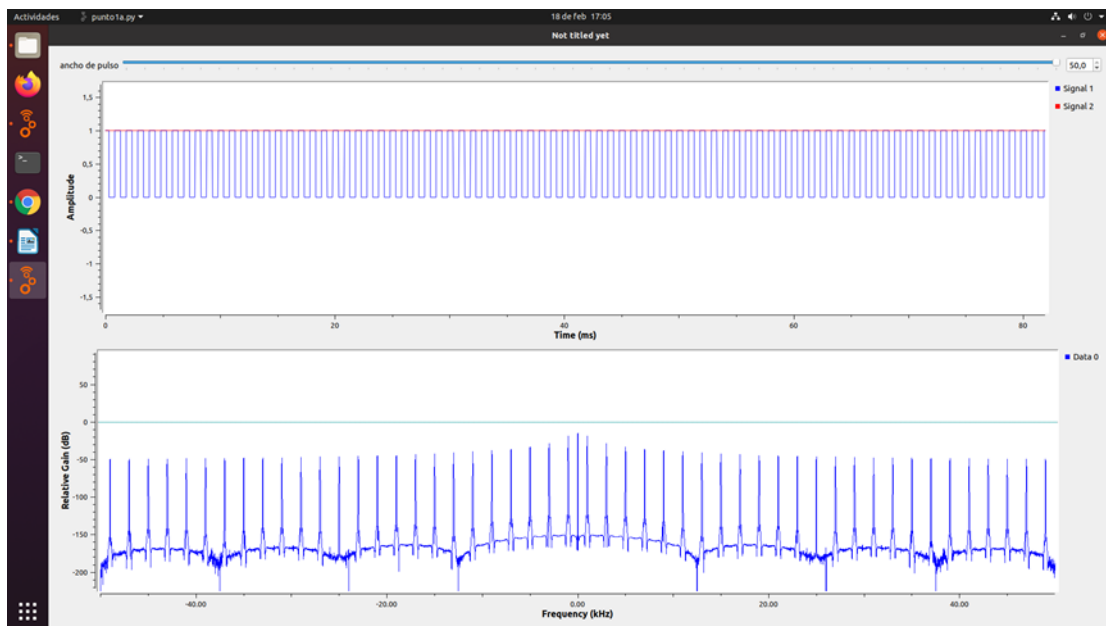 Actividades punto1a.py 18 de feb 17:05
Not titled yet
ancho de pulso 50,0
Signal 1
Signal 2
1,5
1
0,5
0
-0,5
-1
-1,5
Amplitude
0 20 40 60 80
Time (ms)
Data 0
50
0
-50
-100
-150
-200
Relative Gain (dB)
-40.00 -20.00 0.00 20.00 40.00
Frequency (kHz)